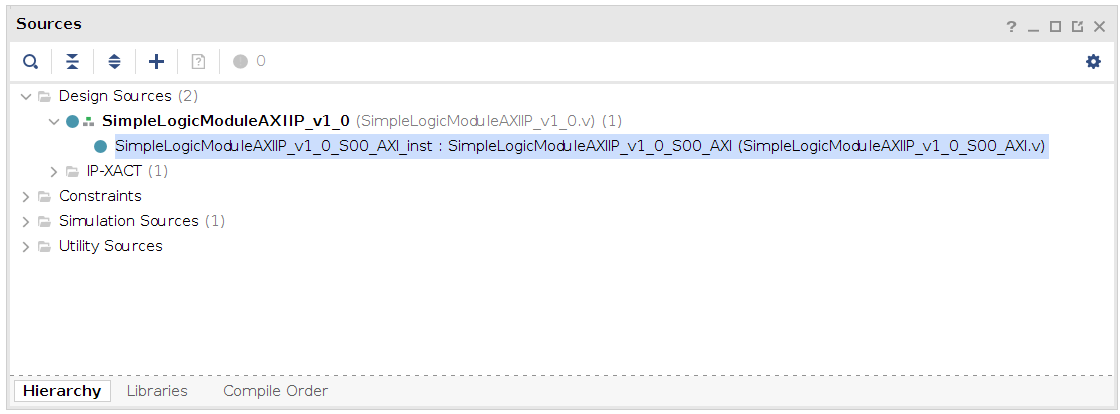 Sources
0
Design Sources (2)
SimpleLogicModuleAXIIP_v1_0 (SimpleLogicModuleAXIIP_v1_0.v) (1)
SimpleLogicModuleAXIIP_v1_0_S00_AXI_inst : SimpleLogicModuleAXIIP_v1_0_S00_AXI (SimpleLogicModuleAXIIP_v1_0_S00_AXI.v)
IP-XACT (1)
Constraints
Simulation Sources (1)
Utility Sources
Hierarchy Libraries Compile Order